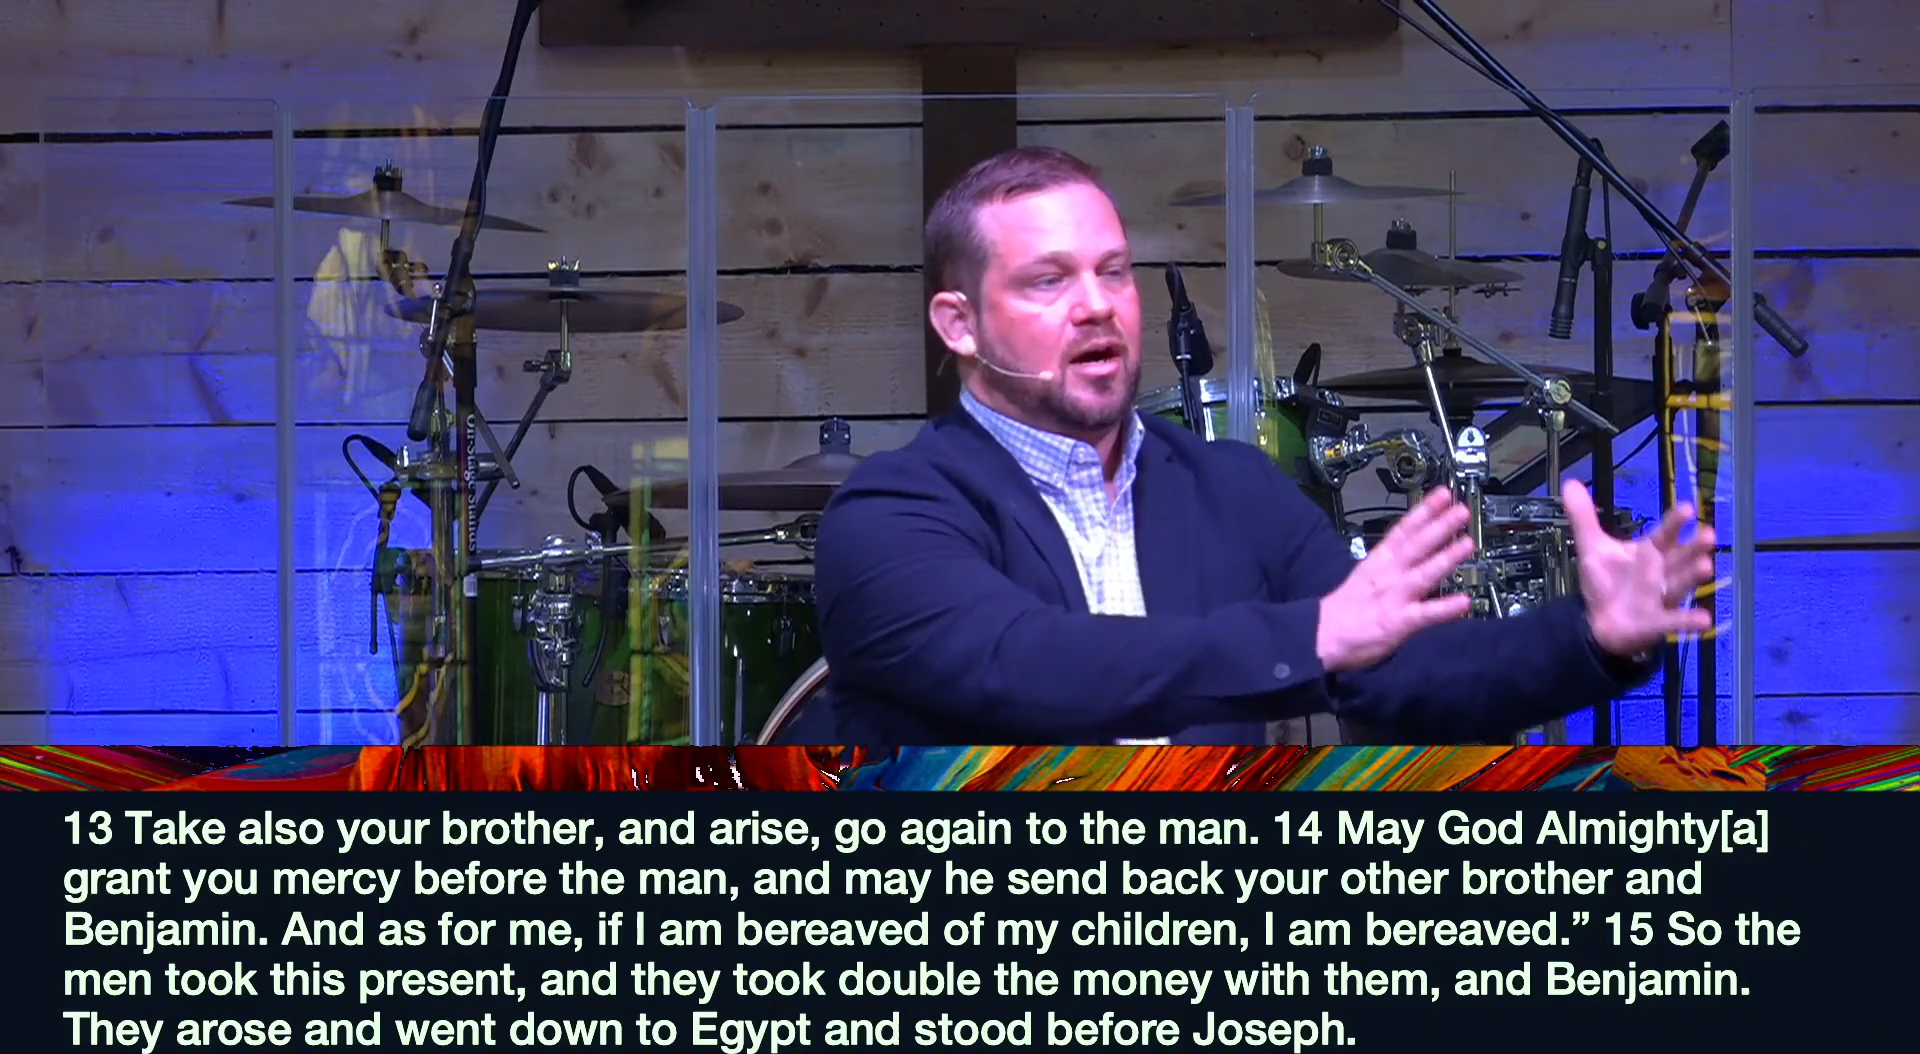 On-Stage Stands
13 Take also your brother, and arise, go again to the man. 14 May God Almighty[a]
grant you mercy before the man, and may he send back your other brother and
Benjamin. And as for me, if I am bereaved of my children, I am bereaved.” 15 So the
men took this present, and they took double the money with them, and Benjamin.
They arose and went down to Egypt and stood before Joseph.